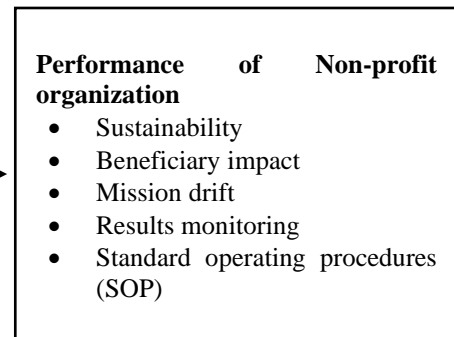 Performance of Non-profit
organization
• Sustainability
• Beneficiary impact
• Mission drift
• Results monitoring
• Standard operating procedures
(SOP)